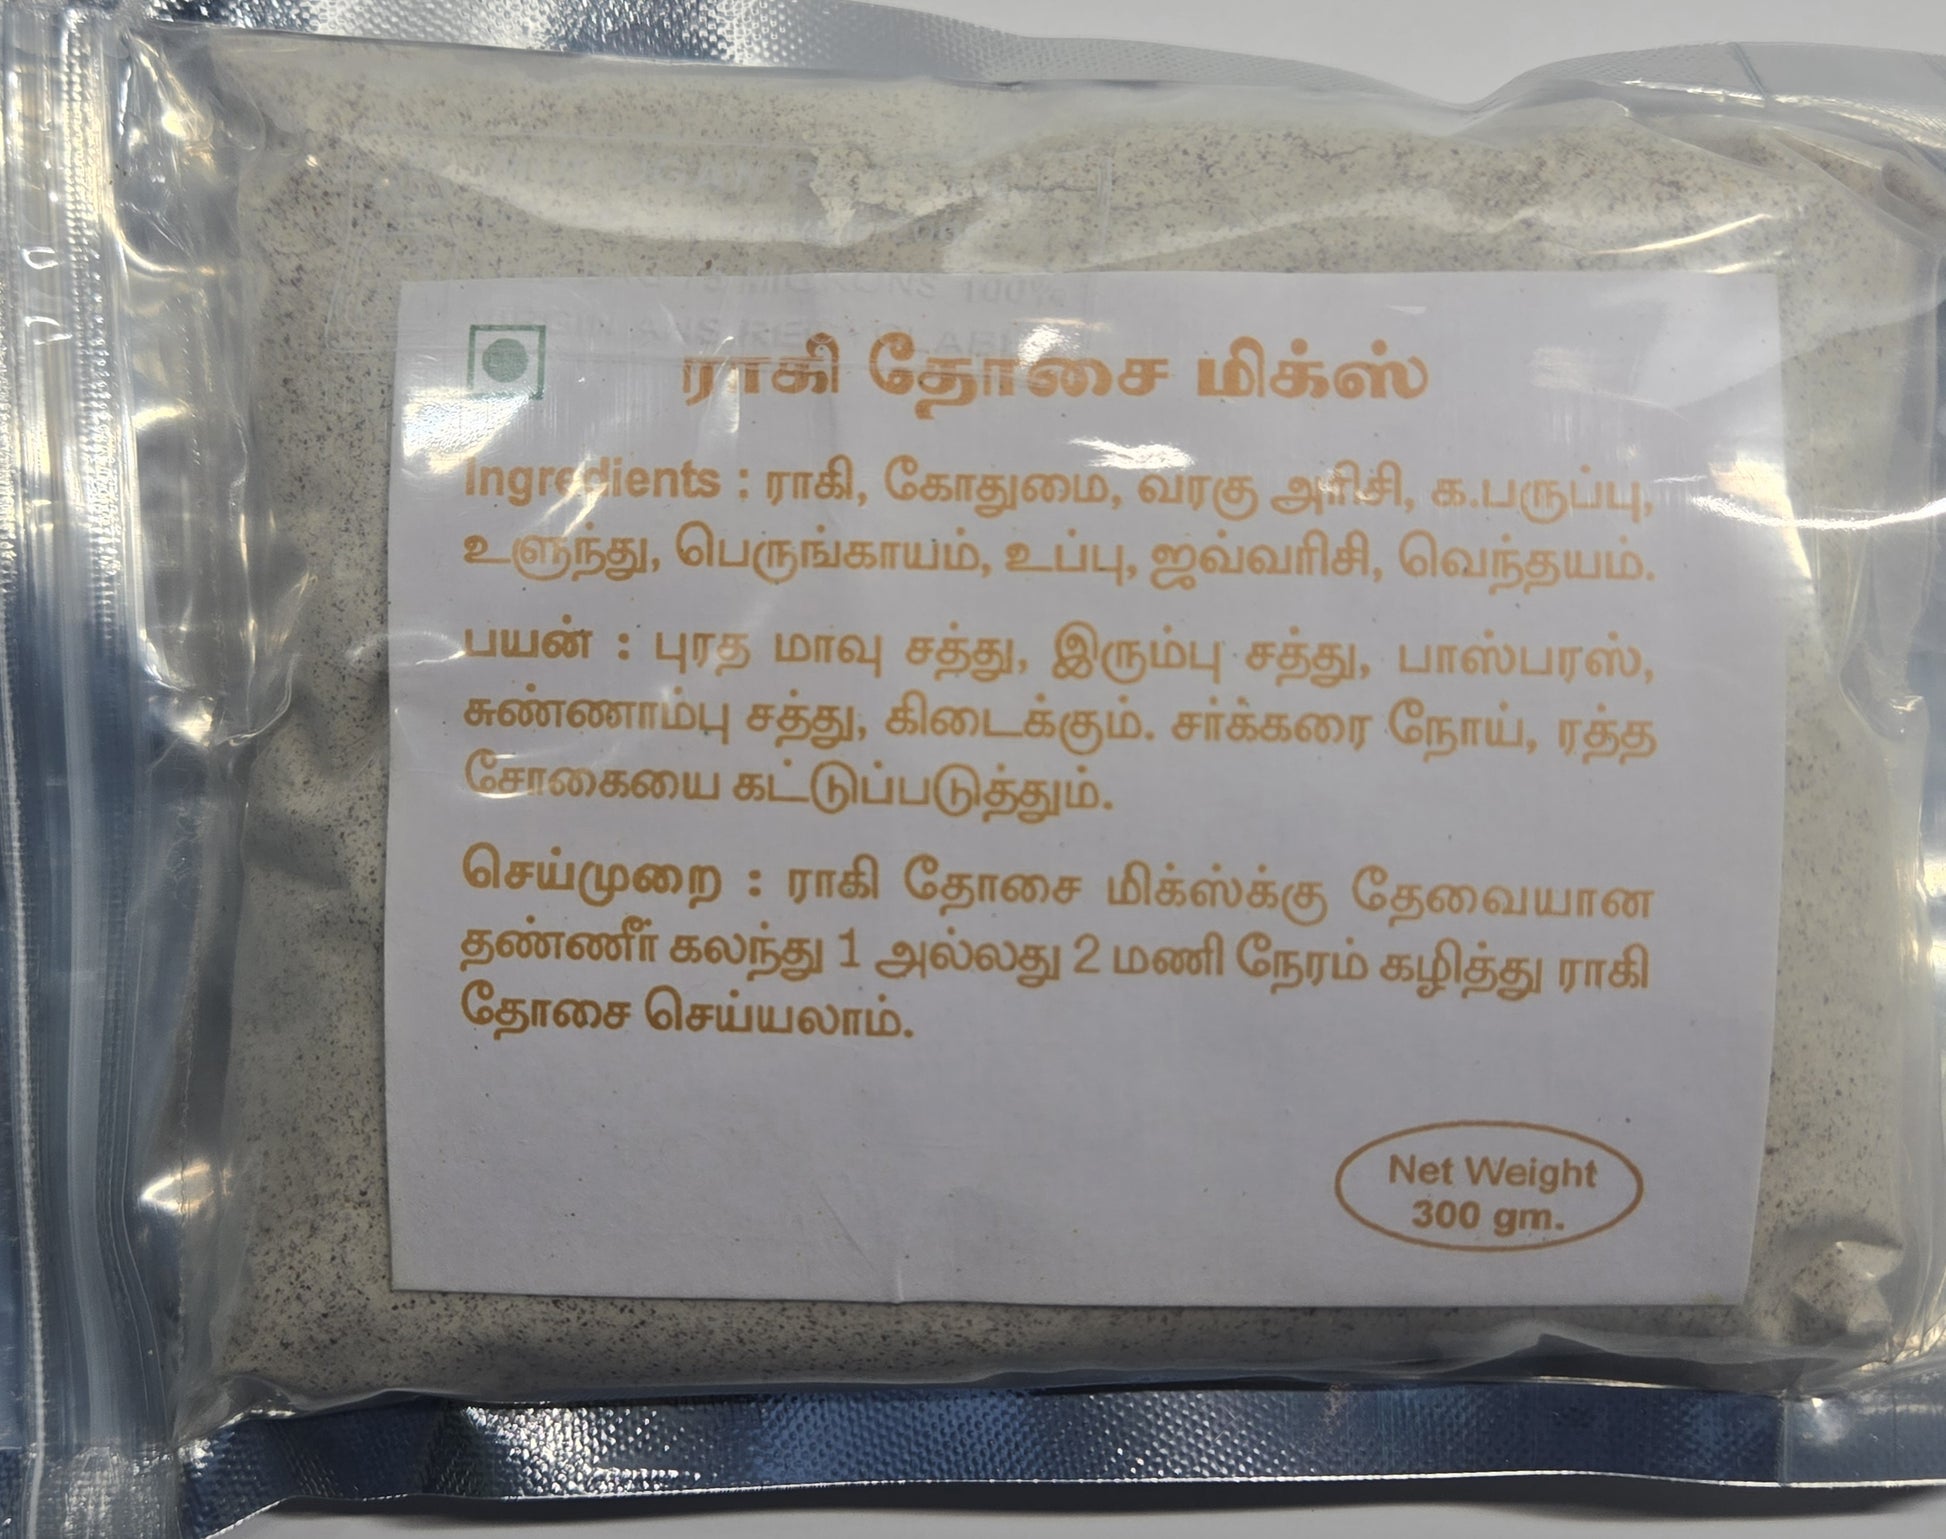 ராகி தோசை மிக்ஸ்
Ingredients : ராகி, கோதுமை, வரகு அரிசி, க.பருப்பு,
உளுந்து, பெருங்காயம், உப்பு, ஜவ்வரிசி, வெந்தயம்.
பயன் : புரத மாவு சத்து, இரும்பு சத்து, பாஸ்பரஸ்,
சுண்ணாம்பு சத்து, கிடைக்கும். சர்க்கரை நோய், ரத்த
சோகையை கட்டுப்படுத்தும்.
செய்முறை : ராகி தோசை மிக்ஸ்க்கு தேவையான
தண்ணீர் கலந்து 1 அல்லது 2 மணி நேரம் கழித்து ராகி
தோசை செய்யலாம்.
Net Weight
300 gm.